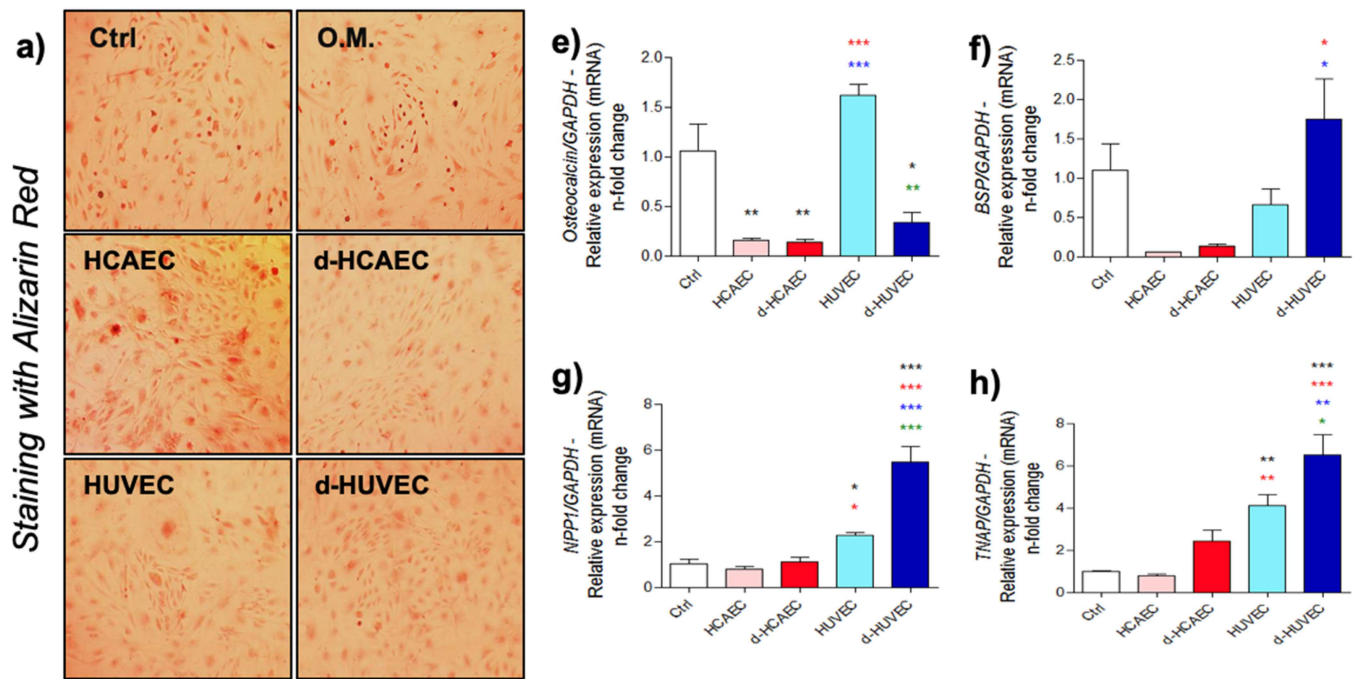 a)
Staining with Alizarin Red
Ctrl
O.M.
HCAEC
d-HCAEC
HUVEC
d-HUVEC
e)
Osteocalcin/GAPDH -
Relative expression (mRNA)
n-fold change
2.0
1.5
1.0
0.5
0.0
**
**
***
***
*
**
Ctrl
HCAEC
d-HCAEC
HUVEC
d-HUVEC
f)
BSP/GAPDH -
Relative expression (mRNA)
n-fold change
2.5
2.0
1.5
1.0
0.5
0.0
*
*
Ctrl
HCAEC
d-HCAEC
HUVEC
d-HUVEC
g)
NPP1/GAPDH -
Relative expression (mRNA)
n-fold change
8
6
4
2
0
*
*
***
***
***
***
Ctrl
HCAEC
d-HCAEC
HUVEC
d-HUVEC
h)
TNAP/GAPDH -
Relative expression (mRNA)
n-fold change
8
6
4
2
0
**
**
***
***
**
*
Ctrl
HCAEC
d-HCAEC
HUVEC
d-HUVEC